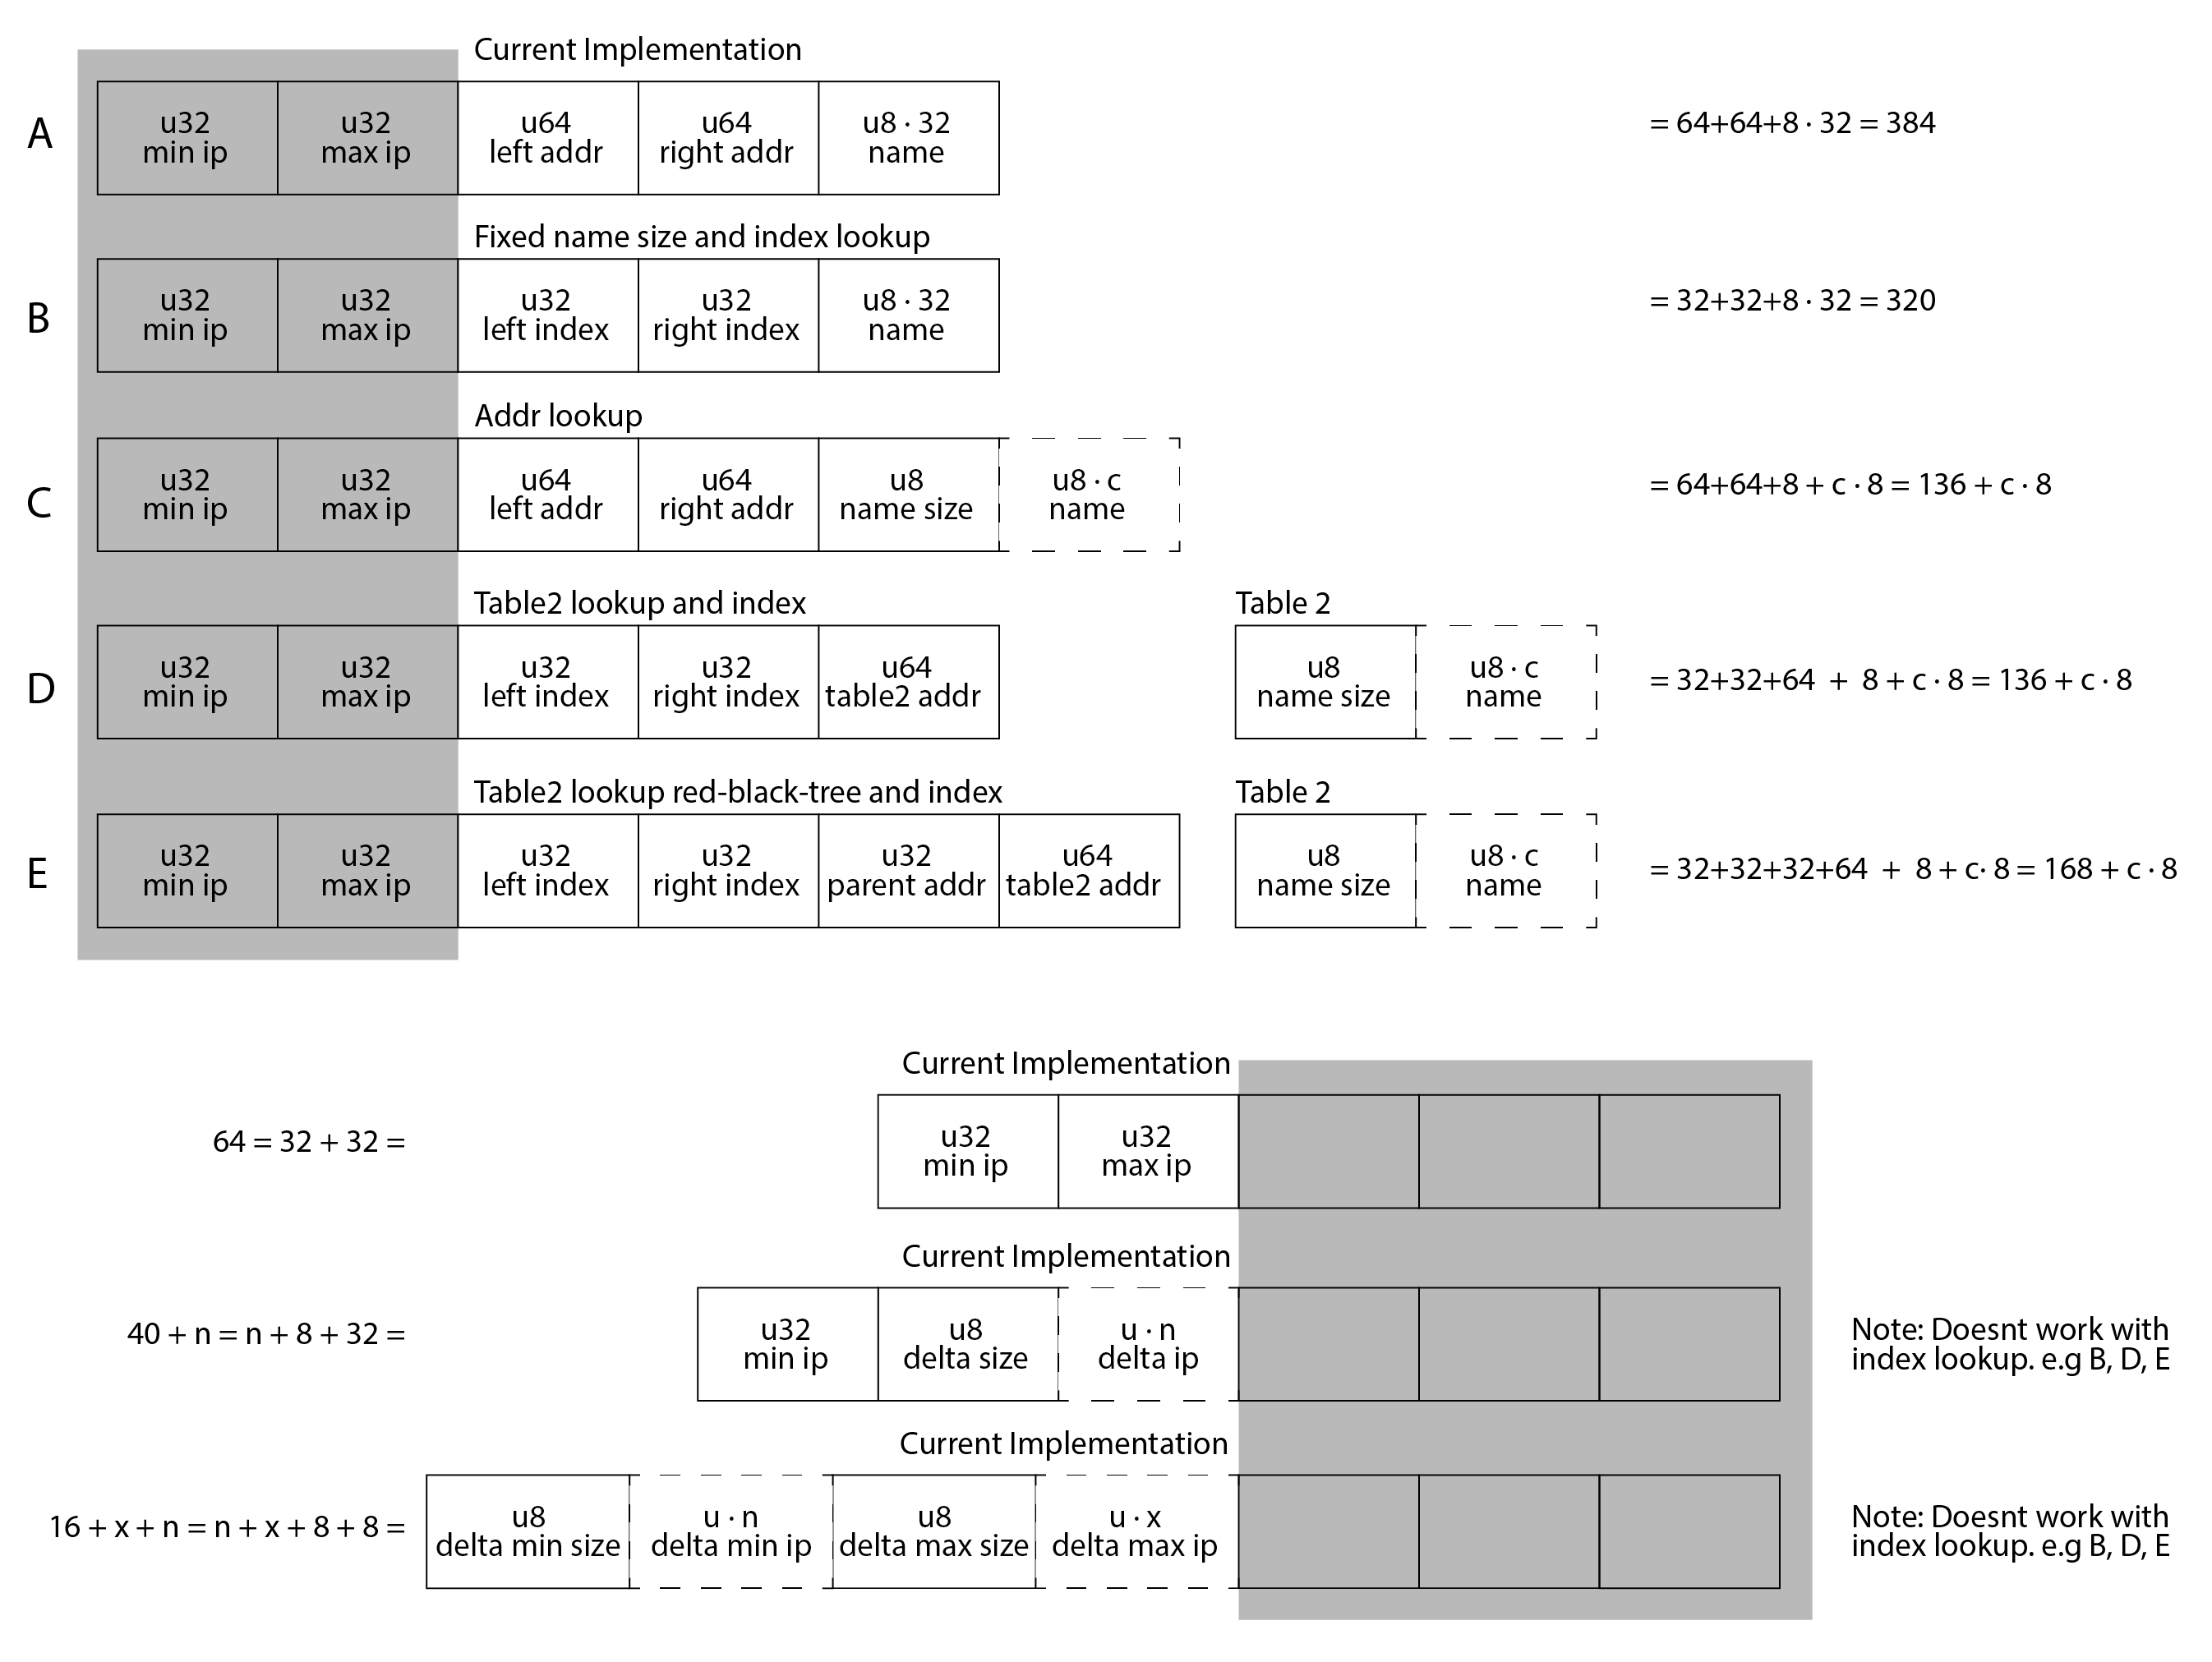 Current Implementation
A
u32
min ip
u32
max ip
u64
left addr
u64
right addr
u8 · 32
name
= 64+64+8 · 32 = 384
Fixed name size and index lookup
B
u32
min ip
u32
max ip
u32
left index
u32
right index
u8 · 32
name
= 32+32+8 · 32 = 320
Addr lookup
C
u32
min ip
u32
max ip
u64
left addr
u64
right addr
u8
name size
u8 · c
name
= 64+64+8 + c · 8 = 136 + c · 8
Table2 lookup and index
Table 2
D
u32
min ip
u32
max ip
u32
left index
u32
right index
u64
table2 addr
u8
name size
u8 · c
name
= 32+32+64 + 8 + c · 8 = 136 + c · 8
Table2 lookup red-black-tree and index
Table 2
E
u32
min ip
u32
max ip
u32
left index
u32
right index
u32
parent addr
u64
table2 addr
u8
name size
u8 · c
name
= 32+32+32+64 + 8 + c· 8 = 168 + c · 8
Current Implementation
64 = 32 + 32 =
u32
min ip
u32
max ip
Current Implementation
40 + n = n + 8 + 32 =
u32
min ip
u8
delta size
u · n
delta ip
Note: Doesnt work with
index lookup. e.g B, D, E
Current Implementation
16 + x + n = n + x + 8 + 8 =
u8
delta min size
u · n
delta min ip
u8
delta max size
u · x
delta max ip
Note: Doesnt work with
index lookup. e.g B, D, E